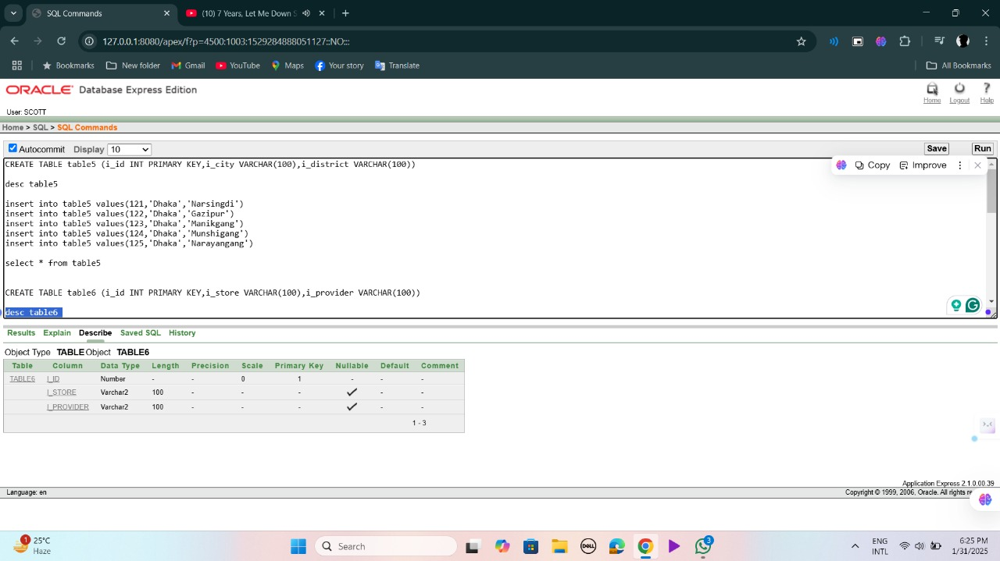 SQL Commands
(10) 7 Years, Let Me Down S
127.0.0.1:8080/apex/f?p=4500:1003:1529284888051127::NO:::
Bookmarks
New folder
Gmail
YouTube
Maps
Your story
Translate
All Bookmarks
ORACLE Database Express Edition
Home
Logout
Help
User: SCOTT
Home > SQL > SQL Commands
Autocommit Display 10
Save
Run
CREATE TABLE table5 (i_id INT PRIMARY KEY,i_city VARCHAR(100),i_district VARCHAR(100))
Copy
Improve
desc table5
insert into table5 values(121,'Dhaka','Narsingdi')
insert into table5 values(122,'Dhaka','Gazipur')
insert into table5 values(123,'Dhaka','Manikgang')
insert into table5 values(124,'Dhaka','Munshigang')
insert into table5 values(125,'Dhaka','Narayangang')
select * from table5
CREATE TABLE table6 (i_id INT PRIMARY KEY,i_store VARCHAR(100),i_provider VARCHAR(100))
desc table6
Results Explain Describe Saved SQL History
Object Type TABLE Object TABLE6
Table Column Data Type Length Precision Scale Primary Key Nullable Default Comment
TABLE6 I_ID Number - - 0 1 - - -
I_STORE Varchar2 100 - - - - -
I_PROVIDER Varchar2 100 - - - - -
1 - 3
Application Express 2.1.0.00.39
Language: en
Copyright © 1999, 2006, Oracle. All rights
1
25°C
Haze
Search
DELL
3
ENG
INTL
6:25 PM
1/31/2025